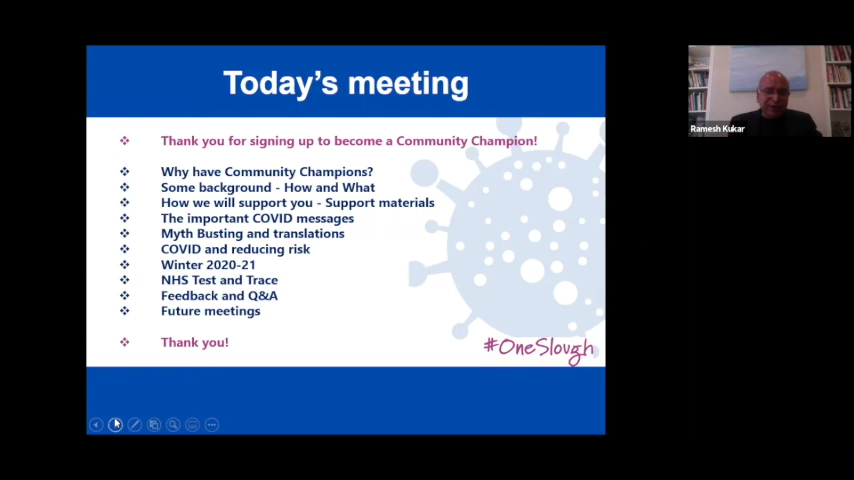 Today's meeting
Thank you for signing up to become a Community Champion!
Why have Community Champions?
Some background - How and What
How we will support you - Support materials
The important COVID messages
Myth Busting and translations
COVID and reducing risk
Winter 2020-21
NHS Test and Trace
Feedback and Q&A
Future meetings
Thank you!
#OneSlough
Ramesh Kukar